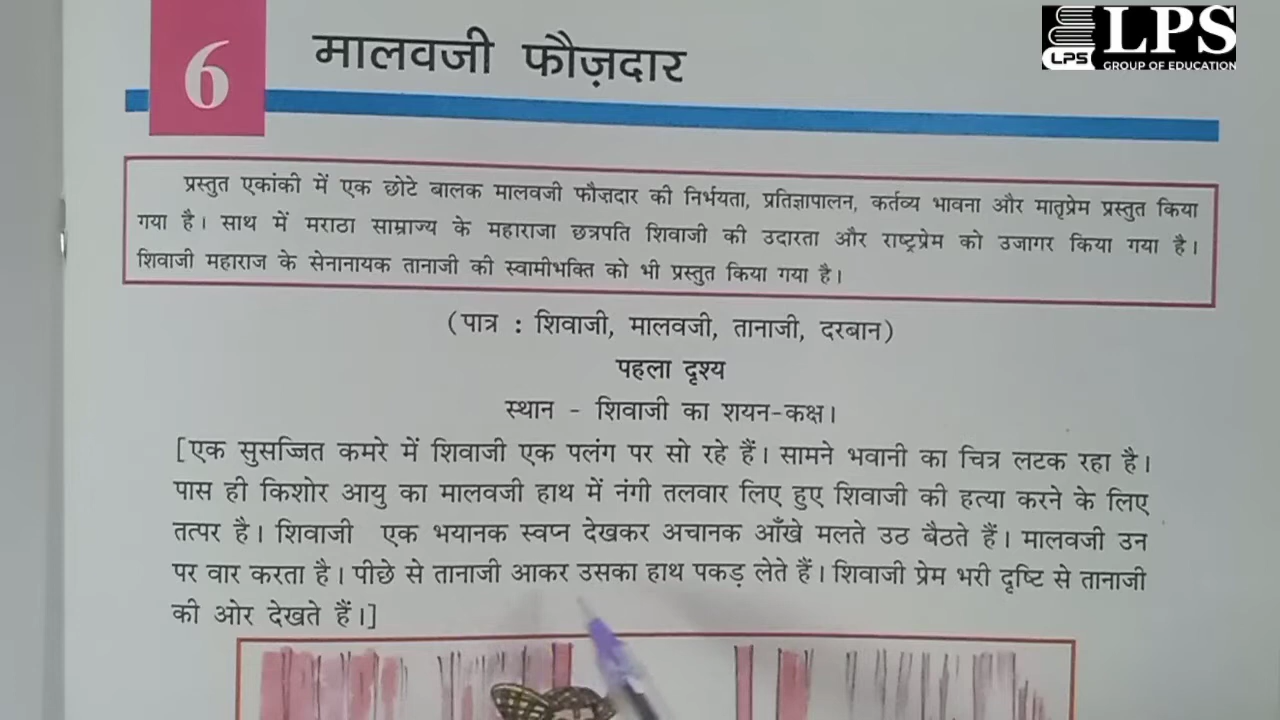 6
मालवजी फौज़दार
LPS
LPS
GROUP OF EDUCATION
प्रस्तुत एकांकी में एक छोटे बालक मालवजी फौज़दार की निर्भयता, प्रतिज्ञापालन, कर्तव्य भावना और मातृप्रेम प्रस्तुत किया
गया है। साथ में मराठा साम्राज्य के महाराजा छत्रपति शिवाजी की उदारता और राष्ट्रप्रेम को उजागर किया गया है।
शिवाजी महाराज के सेनानायक तानाजी की स्वामीभक्ति को भी प्रस्तुत किया गया है।
(पात्र : शिवाजी, मालवजी, तानाजी, दरबान)
पहला दृश्य
स्थान - शिवाजी का शयन-कक्ष।
[एक सुसज्जित कमरे में शिवाजी एक पलंग पर सो रहे हैं। सामने भवानी का चित्र लटक रहा है।
पास ही किशोर आयु का मालवजी हाथ में नंगी तलवार लिए हुए शिवाजी की हत्या करने के लिए
तत्पर है। शिवाजी एक भयानक स्वप्न देखकर अचानक आँखे मलते उठ बैठते हैं। मालवजी उन
पर वार करता है। पीछे से तानाजी आकर उसका हाथ पकड़ लेते हैं। शिवाजी प्रेम भरी दृष्टि से तानाजी
की ओर देखते हैं।]